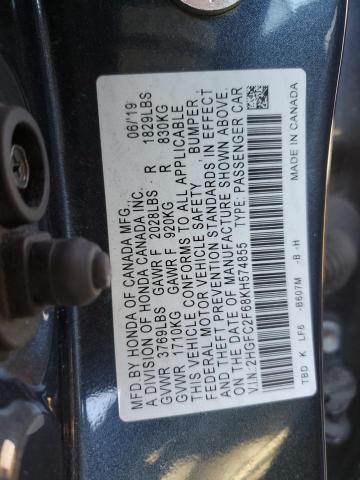 MFD.BY HONDA OF CANADA MFG., 06/'19
A DIVISION OF HONDA CANADA INC.
GVWR 3769LBS GAWR F 2028LBS R 1829LBS
GVWR 1710KG GAWR F 920KG R 830KG
THIS VEHICLE CONFORMS TO ALL APPLICABLE
FEDERAL MOTOR VEHICLE SAFETY BUMPER,
AND THEFT PREVENTION STANDARDS IN EFFECT
ON THE DATE OF MANUFACTURE SHOWN ABOVE.
V.I.N.:2HGFC2F68KH574855 TYPE:PASSENGER CAR
TBD K LF6 -B607M -B -H MADE IN CANADA